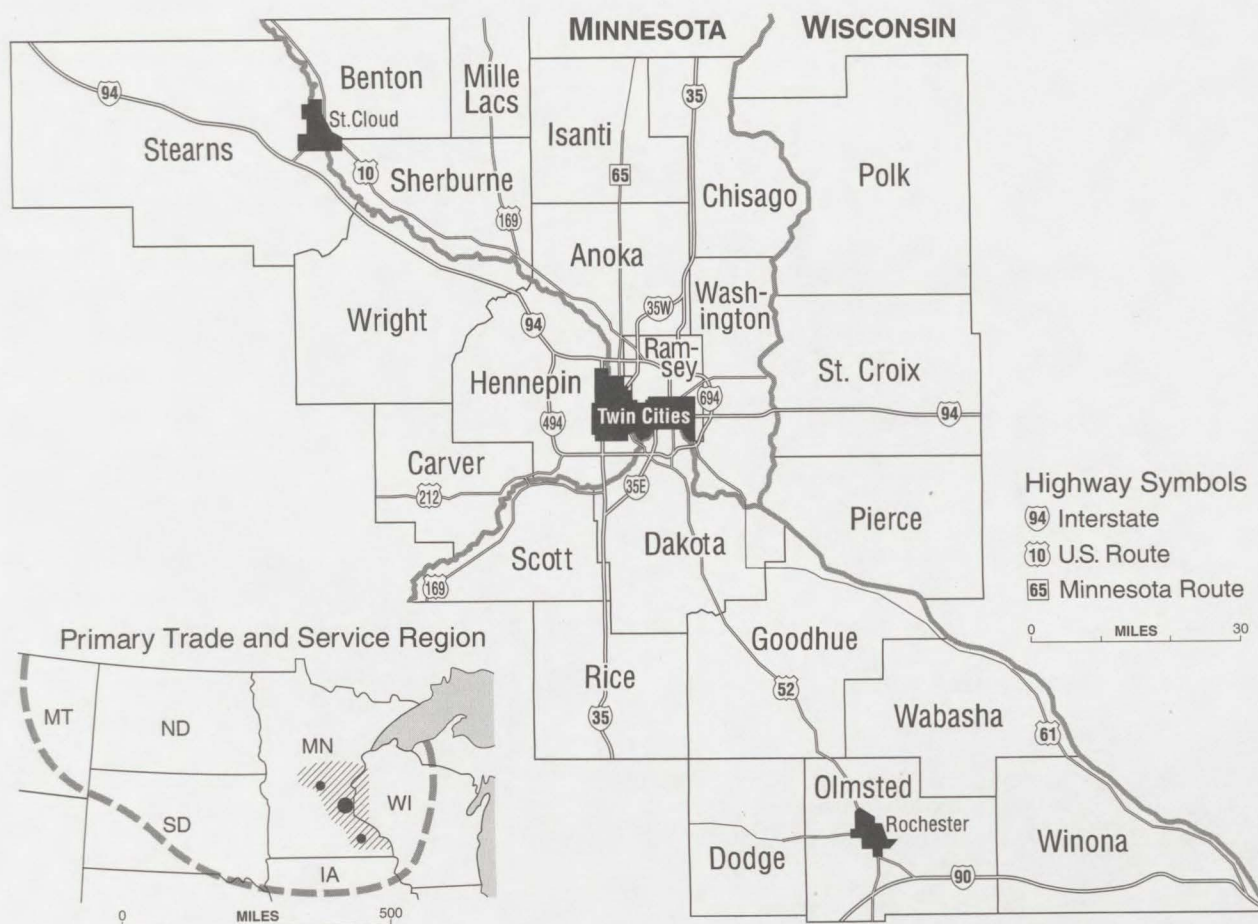 MINNESOTA
WISCONSIN
94
Benton
Mille
Lacs
35
St. Cloud
Isanti
Stearns
10
Sherburne
65
Polk
Chisago
169
Anoka
Wash-
ington
35W
Wright
94
Ram-
sey
St. Croix
Hennepin
694
Twin Cities
94
494
Carver
212
35E
Pierce
Dakota
Scott
169
Highway Symbols
94 Interstate
10 U.S. Route
65 Minnesota Route
0 MILES 30
Goodhue
Rice
52
35
Wabasha
61
Olmsted
Rochester
Winona
Dodge
90
Primary Trade and Service Region
MT
ND
MN
WI
SD
IA
0 MILES 500